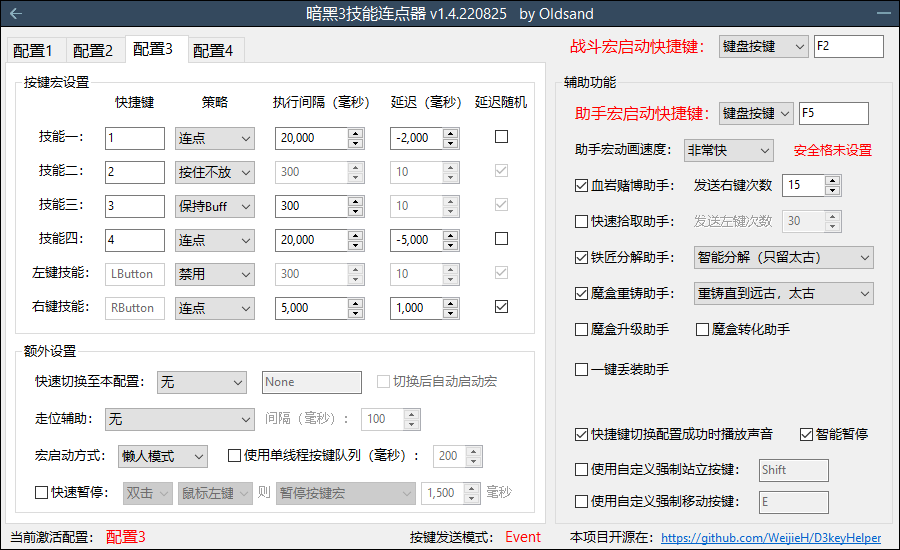 暗黑3技能连点器 v1.4.220825 by Oldsand
配置1 配置2 配置3 配置4
战斗宏启动快捷键： 键盘按键 F2
按键宏设置
快捷键 策略 执行间隔（毫秒） 延迟（毫秒） 延迟随机
技能一： 1 连点 20,000 -2,000
技能二： 2 按住不放 300 10
技能三： 3 保持Buff 300 10
技能四： 4 连点 20,000 -5,000
左键技能： LButton 禁用 300 10
右键技能： RButton 连点 5,000 1,000
额外设置
快速切换至本配置： 无 None 切换后自动启动宏
走位辅助： 无 间隔（毫秒）： 100
宏启动方式： 懒人模式 使用单线程按键队列（毫秒）： 200
快速暂停： 双击 鼠标左键 则 暂停按键宏 1,500 毫秒
辅助功能
助手宏启动快捷键： 键盘按键 F5
助手宏动画速度： 非常快 安全格未设置
血岩赌博助手： 发送右键次数 15
快速拾取助手： 发送左键次数 30
铁匠分解助手： 智能分解（只留太古）
魔盒重铸助手： 重铸直到远古，太古
魔盒升级助手 魔盒转化助手
一键丢装助手
快捷键切换配置成功时播放声音 智能暂停
使用自定义强制站立按键： Shift
使用自定义强制移动按键： E
当前激活配置： 配置3 按键发送模式： Event 本项目开源在： https://github.com/WeijieH/D3keyHelper